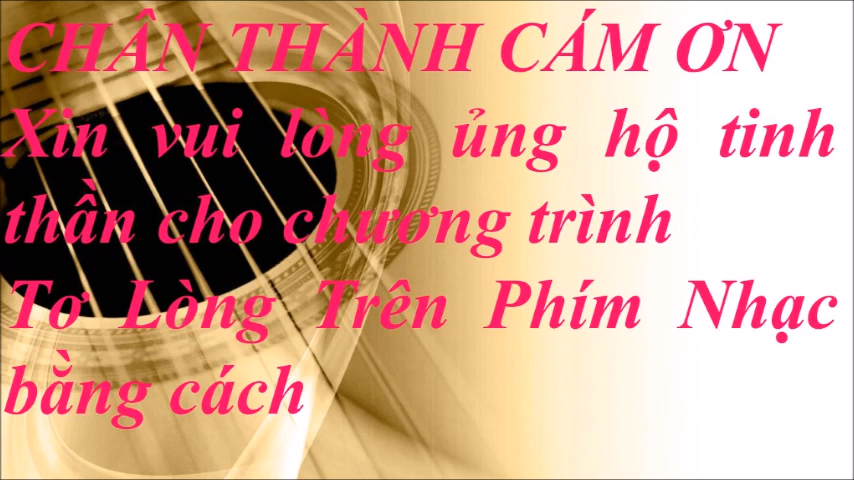 CHÂN THÀNH CÁM ƠN
Xin vui lòng ủng hộ tinh
thần cho chương trình
Tơ Lòng Trên Phím Nhạc
bằng cách